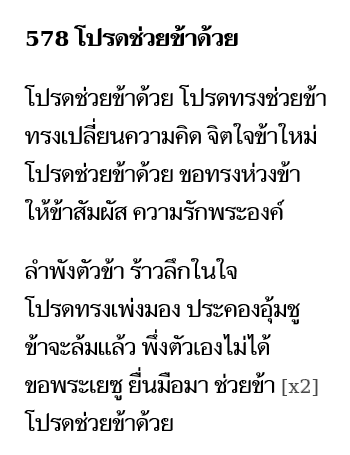 578 โปรดช่วยข้าด้วย
โปรดช่วยข้าด้วย โปรดทรงช่วยข้า
ทรงเปลี่ยนความคิด จิตใจข้าใหม่
โปรดช่วยข้าด้วย ขอทรงห่วงข้า
ให้ข้าสัมผัส ความรักพระองค์
ลำพังตัวข้า ร้าวลึกในใจ
โปรดทรงเพ่งมอง ประคองอุ้มชู
ข้าจะล้มแล้ว พึ่งตัวเองไม่ได้
ขอพระเยซู ยื่นมือมา ช่วยข้า [x2]
โปรดช่วยข้าด้วย